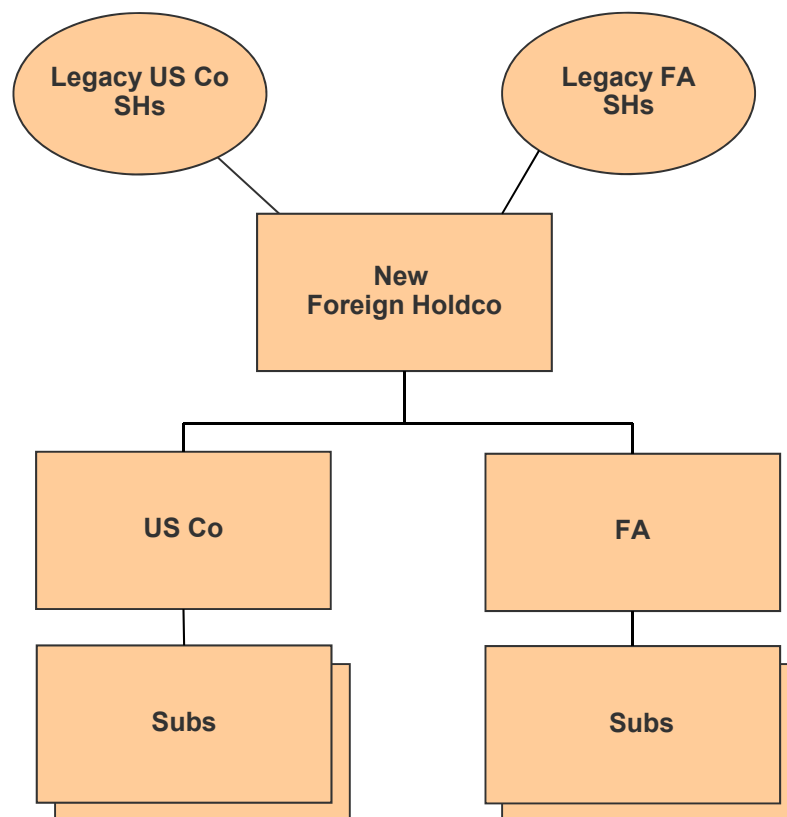 Legacy US Co
SHs
Legacy FA
SHs
New
Foreign Holdco
US Co
FA
Subs
Subs